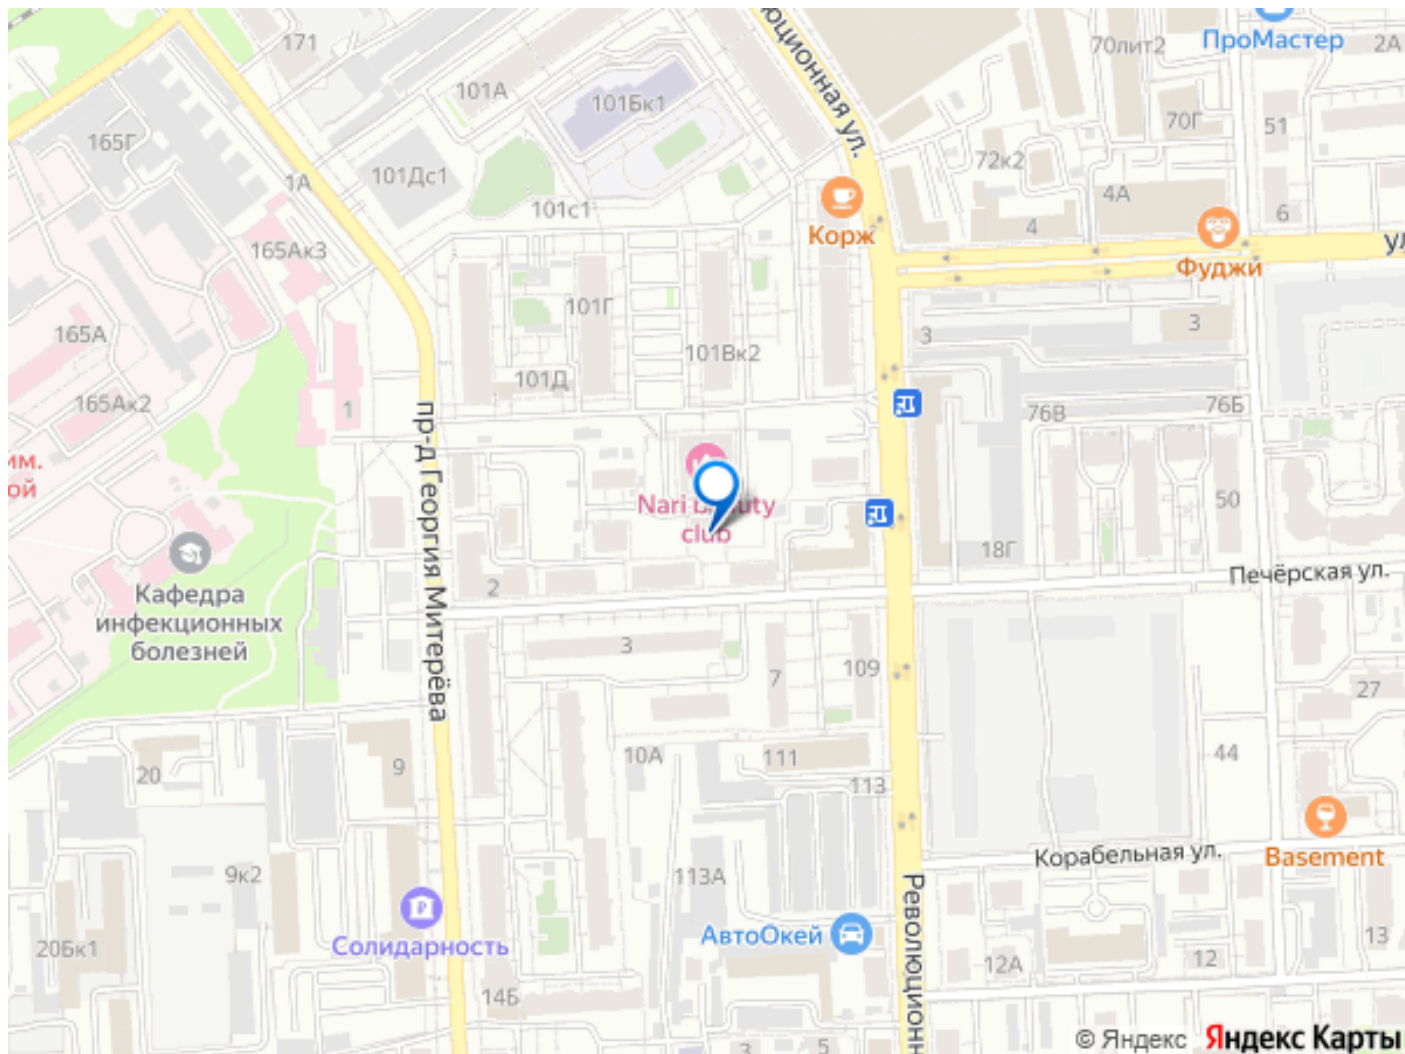 171
юционная ул.
ПроМастер
2А
70лит2
101А
101Бк1
70Г
51
165Г
72к2
101Дс1
1А
4А
101с1
6
4
Корж
165Ак3
ул
Фуджи
101Г
3
165А
3
101Вк2
101Д
165Ак2
1
76В
76Б
пр-д Георгия Митерёва
им.
ой
Nari beauty
club
50
18Г
Печёрская ул.
2
Кафедра
инфекционных
болезней
3
7
109
27
10А
111
44
20
9
113
Корабельная ул.
Basement
9к2
113А
Революционн
АвтоОкей
Солидарность
20Бк1
13
12А
12
14Б
3
5
© Яндекс Яндекс Карты